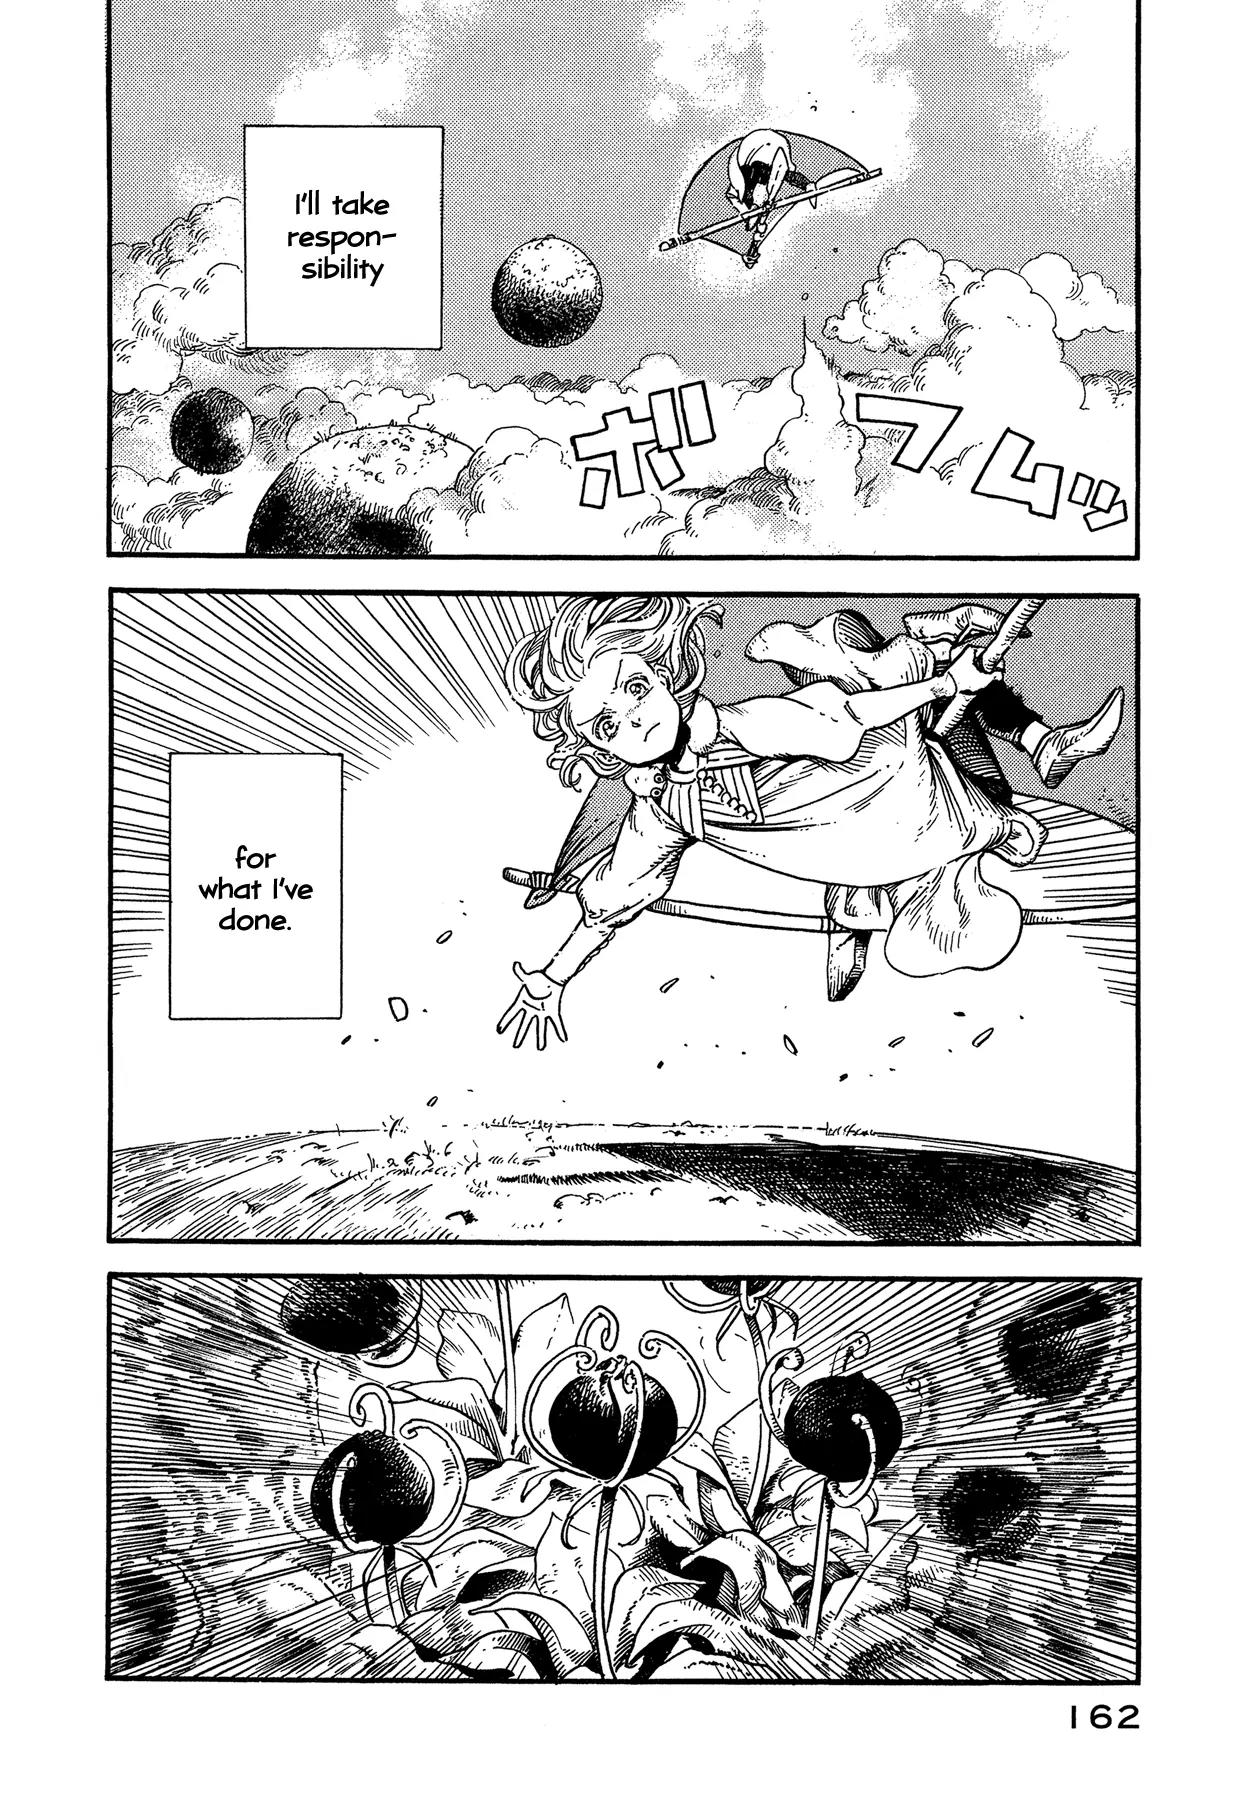 I'll take
respon-
sibility
ボフムッ
for
what I've
done.
162